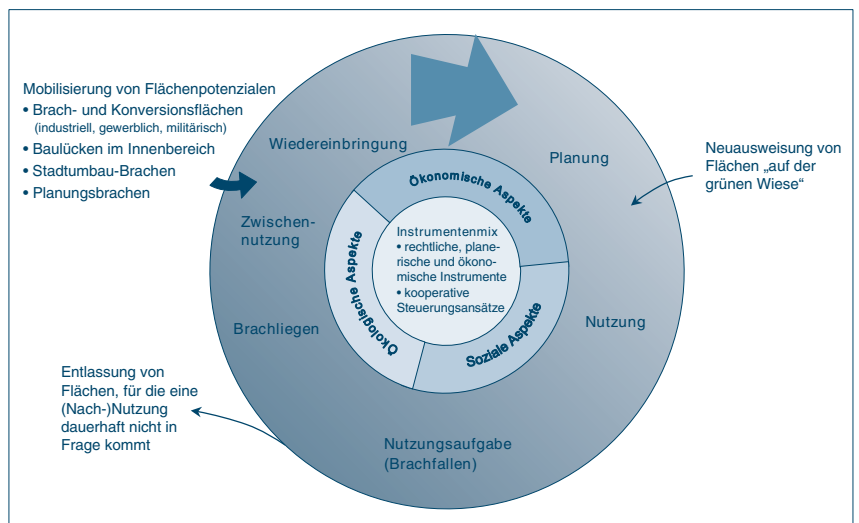 Mobilisierung von Flächenpotenzialen
• Brach- und Konversionsflächen
(industriell, gewerblich, militärisch)
• Baulücken im Innenbereich
• Stadtumbau-Brachen
• Planungsbrachen
Wiedereinbringung
Planung
Neuausweisung von
Flächen „auf der
grünen Wiese“
Zwischen-
nutzung
Ökonomische Aspekte
Ökologische Aspekte
Soziale Aspekte
Instrumentenmix
• rechtliche, plane-
rische und ökono-
mische Instrumente
• kooperative
Steuerungsansätze
Brachliegen
Nutzung
Entlassung von
Flächen, für die eine
(Nach-)Nutzung
dauerhaft nicht in
Frage kommt
Nutzungsaufgabe
(Brachfallen)